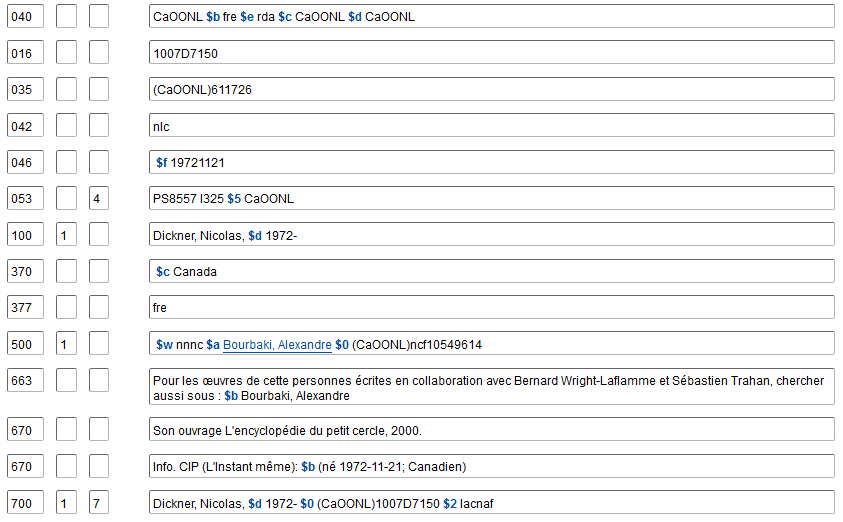 040 CaOONL $b fre $e rda $c CaOONL $d CaOONL
016 1007D7150
035 (CaOONL)611726
042 nlc
046 $f 19721121
053 4 PS8557 I325 $5 CaOONL
100 1 Dickner, Nicolas, $d 1972-
370 $c Canada
377 fre
500 1 $w nnnc $a Bourbaki, Alexandre $0 (CaOONL)ncf10549614
663 Pour les œuvres de cette personnes écrites en collaboration avec Bernard Wright-Laflamme et Sébastien Trahan, chercher
aussi sous : $b Bourbaki, Alexandre
670 Son ouvrage L'encyclopédie du petit cercle, 2000.
670 Info. CIP (L'Instant même): $b (né 1972-11-21; Canadien)
700 1 7 Dickner, Nicolas, $d 1972- $0 (CaOONL)1007D7150 $2 lacnaf